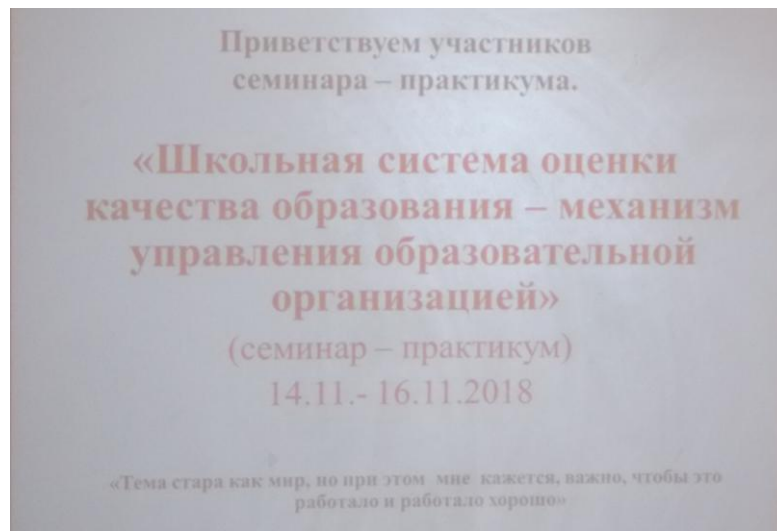 Приветствуем участников
семинара – практикума.
«Школьная система оценки
качества образования – механизм
управления образовательной
организацией»
(семинар – практикум)
14.11.- 16.11.2018
«Тема стара как мир, но при этом мне кажется, важно, чтобы это
работало и работало хорошо»